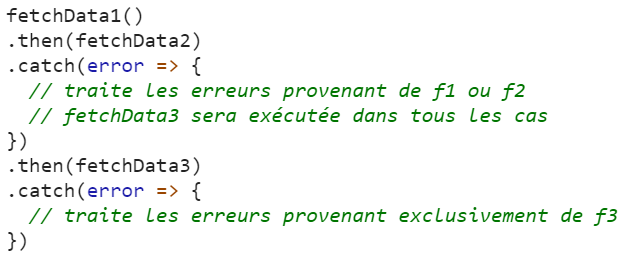 fetchData1()
.then(fetchData2)
.catch(error => {
  // traite les erreurs provenant de f1 ou f2
  // fetchData3 sera exécutée dans tous les cas
})
.then(fetchData3)
.catch(error => {
  // traite les erreurs provenant exclusivement de f3
})